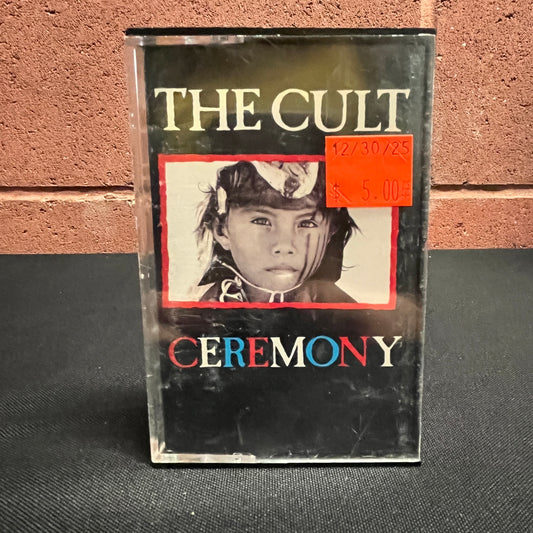 THE CULT
12/30/25
$ 5.00
CEREMONY